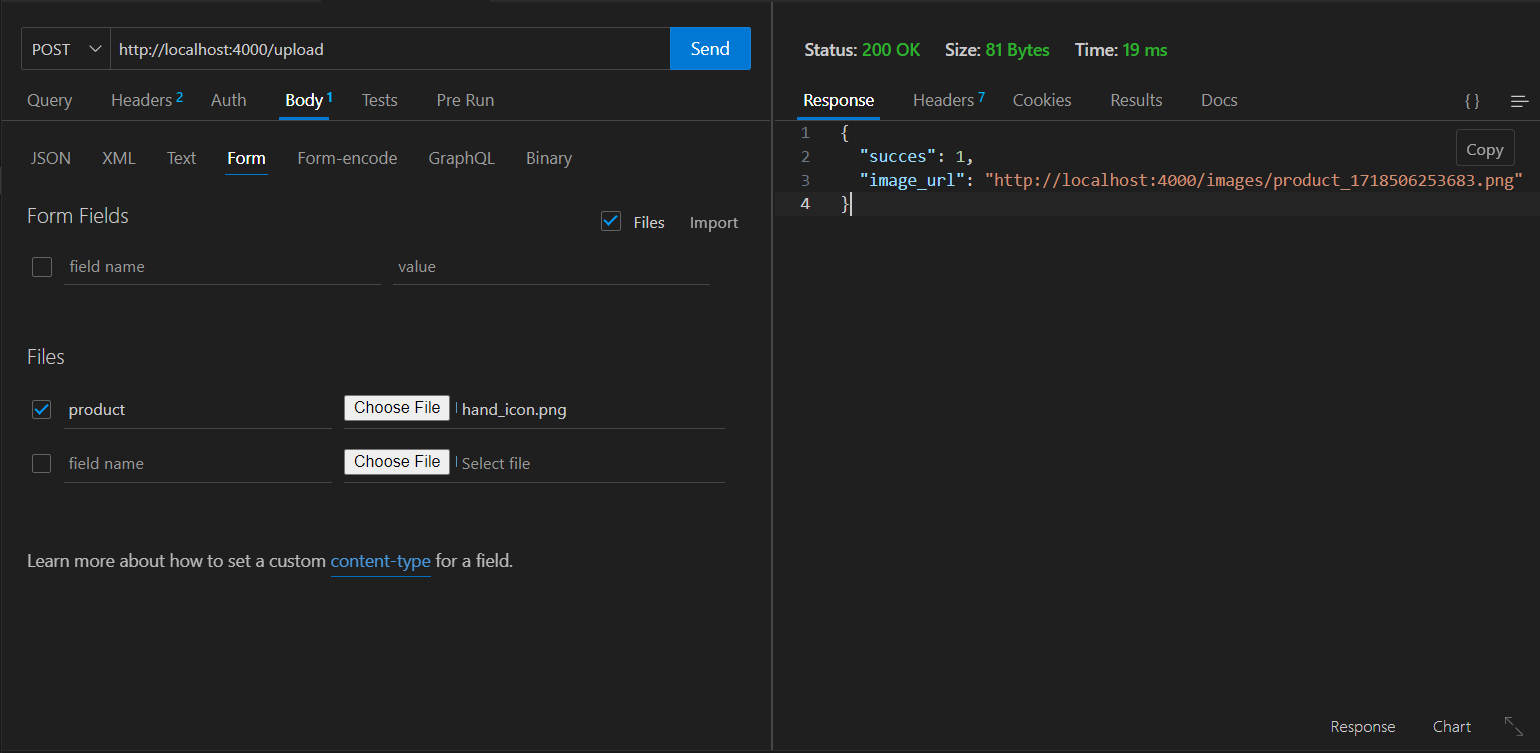 POST http://localhost:4000/upload Send
Query Headers 2 Auth Body 1 Tests Pre Run
JSON XML Text Form Form-encode GraphQL Binary
Form Fields
Files Import
field name value
Files
product Choose File hand_icon.png
field name Choose File Select file
Learn more about how to set a custom content-type for a field.
Status: 200 OK Size: 81 Bytes Time: 19 ms
Response Headers 7 Cookies Results Docs { }
1 {
2 "succes": 1,
Copy
3 "image_url": "http://localhost:4000/images/product_1718506253683.png"
4 }
Response Chart